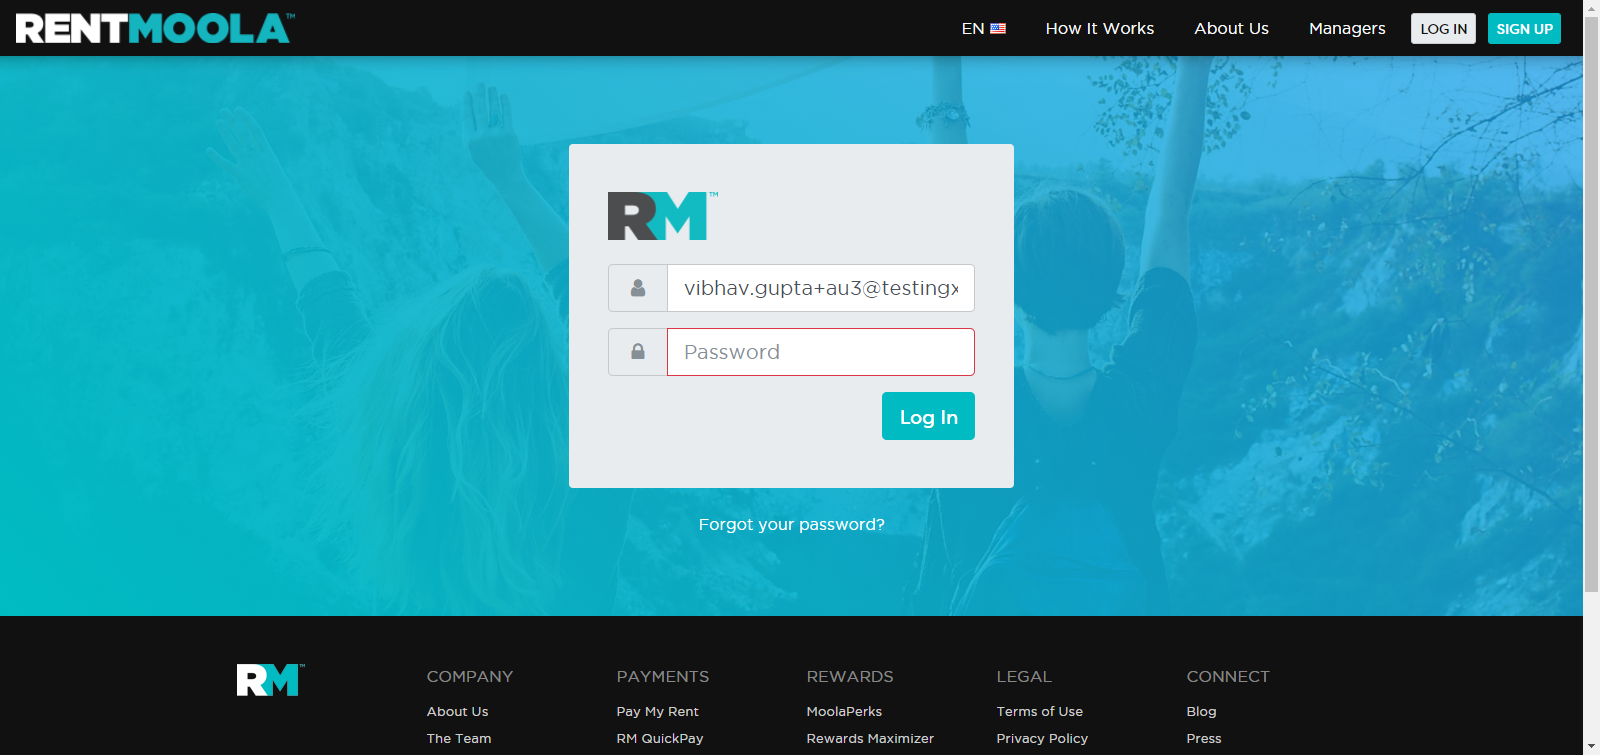 RENTMOOLA™
EN
How It Works
About Us
Managers
LOG IN
SIGN UP
RM™
vibhav.gupta+au3@testingx
Password
Log In
Forgot your password?
RM™
COMPANY
About Us
The Team
PAYMENTS
Pay My Rent
RM QuickPay
REWARDS
MoolaPerks
Rewards Maximizer
LEGAL
Terms of Use
Privacy Policy
CONNECT
Blog
Press